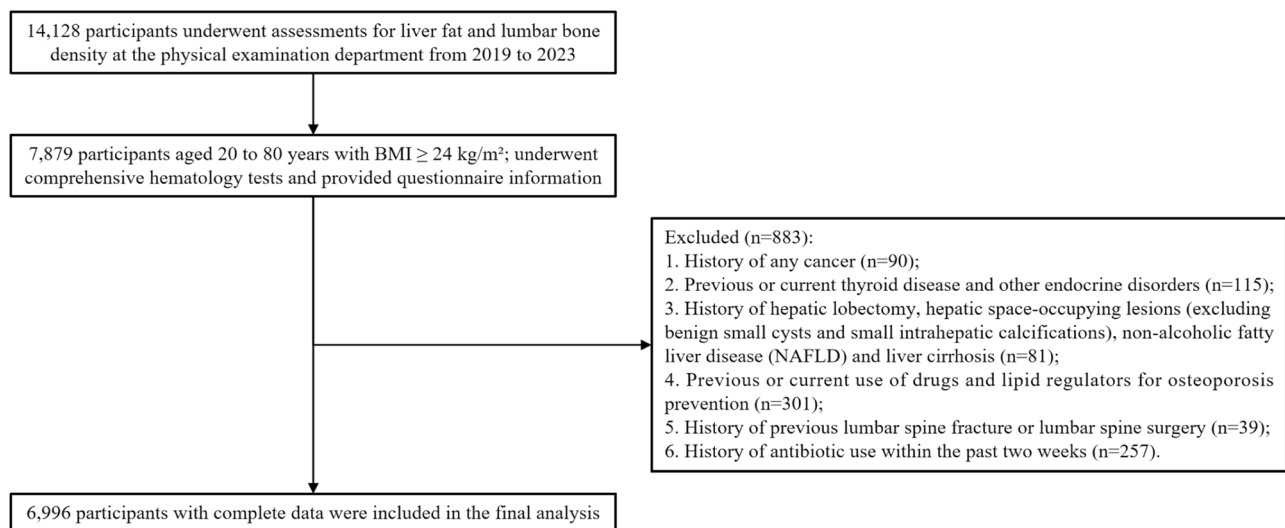 14,128 participants underwent assessments for liver fat and lumbar bone
density at the physical examination department from 2019 to 2023
7,879 participants aged 20 to 80 years with BMI ≥ 24 kg/m²; underwent
comprehensive hematology tests and provided questionnaire information
Excluded (n=883):
1. History of any cancer (n=90);
2. Previous or current thyroid disease and other endocrine disorders (n=115);
3. History of hepatic lobectomy, hepatic space-occupying lesions (excluding
benign small cysts and small intrahepatic calcifications), non-alcoholic fatty
liver disease (NAFLD) and liver cirrhosis (n=81);
4. Previous or current use of drugs and lipid regulators for osteoporosis
prevention (n=301);
5. History of previous lumbar spine fracture or lumbar spine surgery (n=39);
6. History of antibiotic use within the past two weeks (n=257).
6,996 participants with complete data were included in the final analysis